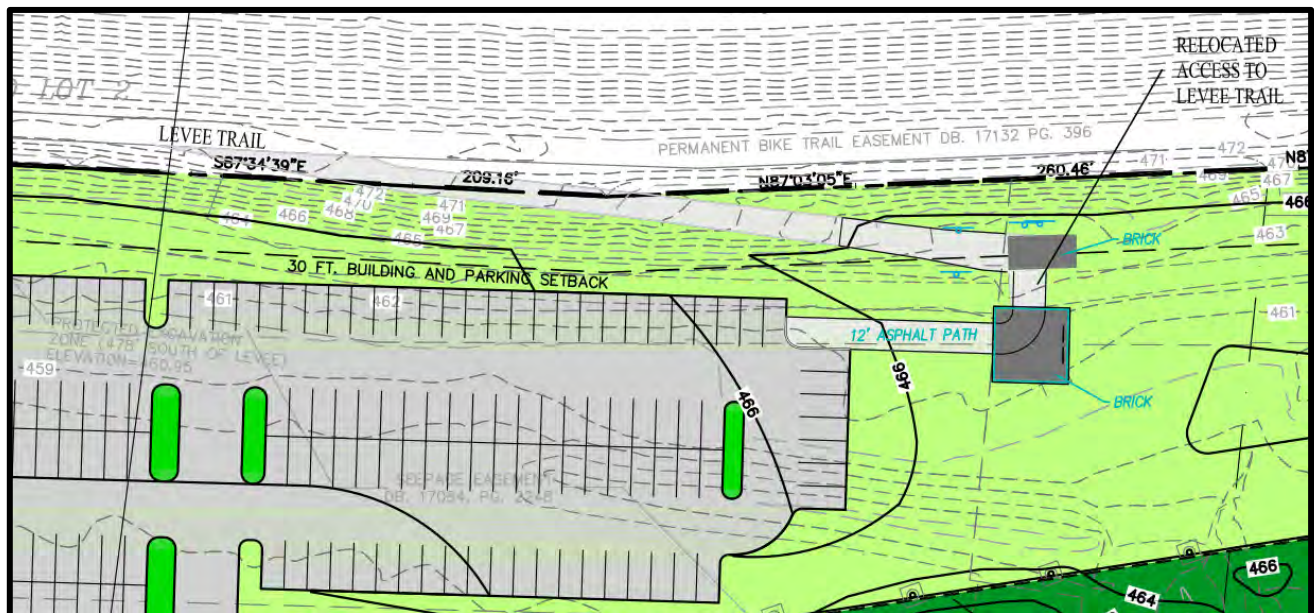 RELOCATED
ACCESS TO
LEVEE TRAIL
LOT 2
LEVEE TRAIL
PERMANENT BIKE TRAIL EASEMENT DB. 17132 PG. 396
S87°34'39"E
209.16'
N87°03'05"E
260.46'
N8
471
472
470
469
467
465
466
463
472
470
468
466
464
471
469
467
465
BRICK
30 FT. BUILDING AND PARKING SETBACK
461
462
461
12' ASPHALT PATH
PROTECTED EXCAVATION
ZONE (478' SOUTH OF LEVEE)
ELEVATION=460.95
459
466
466
BRICK
SEEPAGE EASEMENT
DB. 17054, PG. 2248
466
464